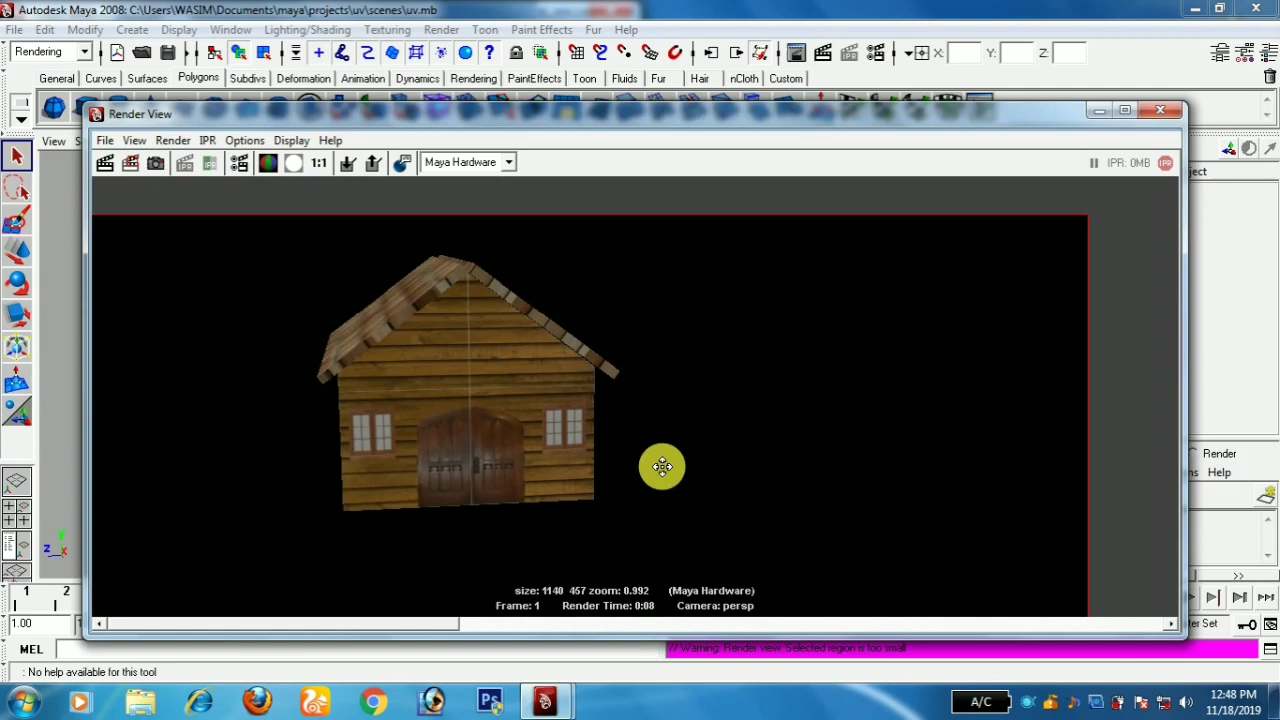 Autodesk Maya 2008: C:\Users\WASIM\Documents\maya\projects\uv\scenes\uv.mb
File Edit Modify Create Display Window Lighting/Shading Texturing Render Toon Paint Effects Fur Help
Rendering X: Y: Z:
General Curves Surfaces Polygons Subdivs Deformation Animation Dynamics Rendering PaintEffects Toon Fluids Fur Hair nCloth Custom
Render View
View
File View Render IPR Options Display Help
1:1 Maya Hardware IPR: 0MB IPR
Render
Help
size: 1140 457 zoom: 0.992 (Maya Hardware)
Frame: 1 Render Time: 0:08 Camera: persp
1 2
1.00
MEL // Warning: Render view: Selected region is too small
: No help available for this tool
A/C 12:48 PM
11/18/2019